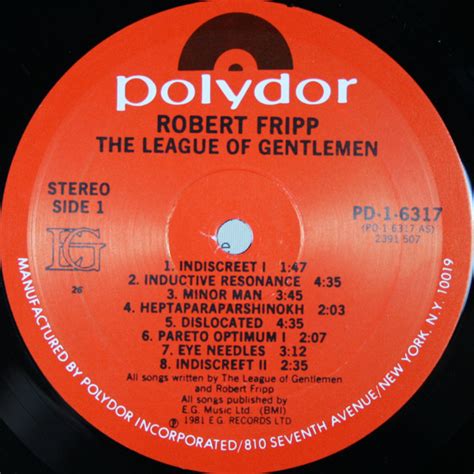 polydor
ROBERT FRIPP
THE LEAGUE OF GENTLEMEN
STEREO
SIDE 1
PD-1-6317
(PD-1 6317 AS)
2391 507
EG
26
1. INDISCREET I 1:47
2. INDUCTIVE RESONANCE 4:35
3. MINOR MAN 3:45
4. HEPTAPARAPARSHINOKH 2:03
5. DISLOCATED 4:35
6. PARETO OPTIMUM I 2:07
7. EYE NEEDLES 3:12
8. INDISCREET II 2:36
All songs written by The League of Gentlemen
and Robert Fripp
All songs published by
E.G. Music Ltd. (BMI)
℗ 1981 E.G. RECORDS LTD
MANUFACTURED BY POLYDOR INCORPORATED/810 SEVENTH AVENUE/NEW YORK, N.Y. 10019